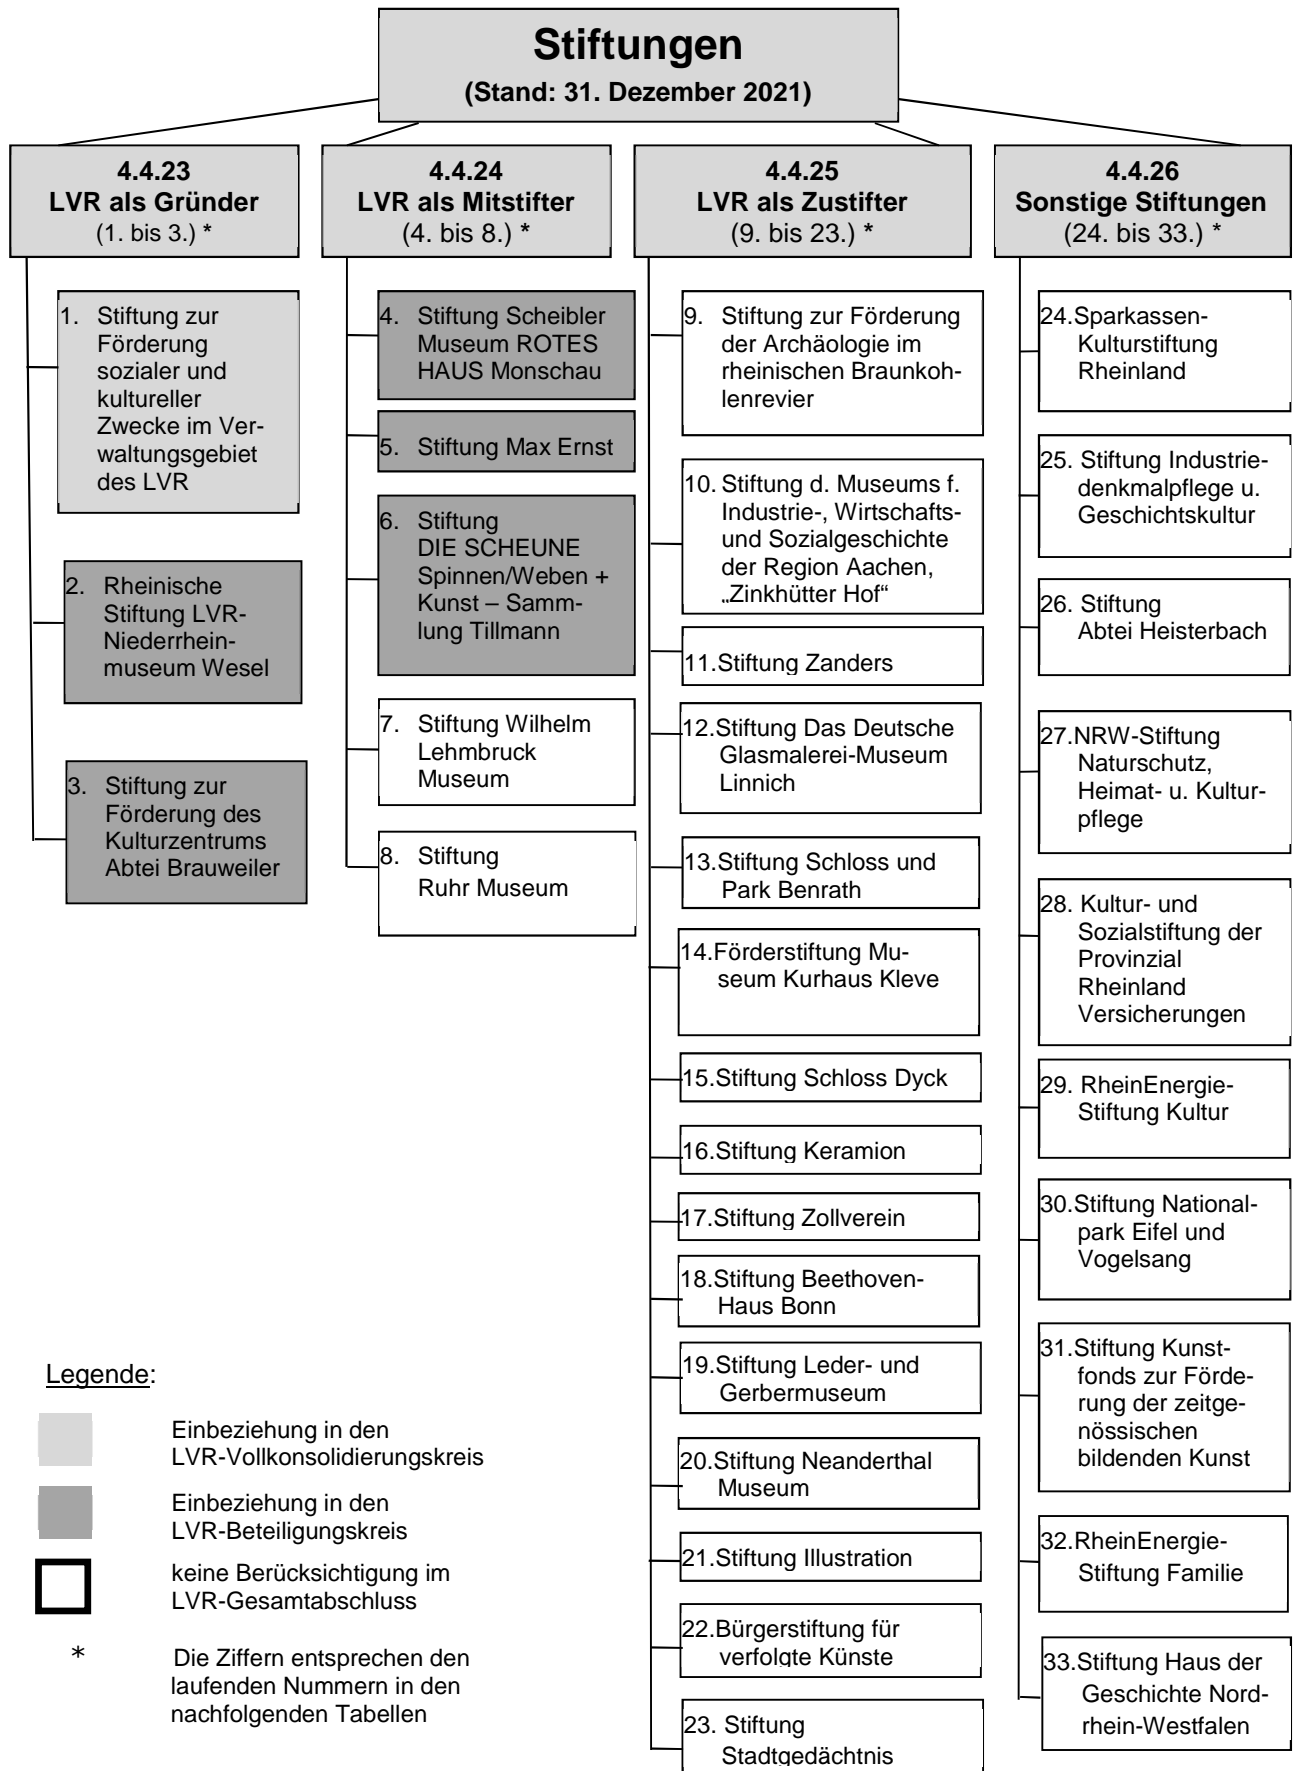 Stiftungen
(Stand: 31. Dezember 2021)
4.4.23
LVR als Gründer
(1. bis 3.) *
1. Stiftung zur
Förderung
sozialer und
kultureller
Zwecke im Ver-
waltungsgebiet
des LVR
2. Rheinische
Stiftung LVR-
Niederrhein-
museum Wesel
3. Stiftung zur
Förderung des
Kulturzentrums
Abtei Brauweiler
4.4.24
LVR als Mitstifter
(4. bis 8.) *
4. Stiftung Scheibler
Museum ROTES
HAUS Monschau
5. Stiftung Max Ernst
6. Stiftung
DIE SCHEUNE
Spinnen/Weben +
Kunst – Samm-
lung Tillmann
7. Stiftung Wilhelm
Lehmbruck
Museum
8. Stiftung
Ruhr Museum
4.4.25
LVR als Zustifter
(9. bis 23.) *
9. Stiftung zur Förderung
der Archäologie im
rheinischen Braunkoh-
lenrevier
10. Stiftung d. Museums f.
Industrie-, Wirtschafts-
und Sozialgeschichte
der Region Aachen,
„Zinkhütter Hof“
11.Stiftung Zanders
12.Stiftung Das Deutsche
Glasmalerei-Museum
Linnich
13.Stiftung Schloss und
Park Benrath
14.Förderstiftung Mu-
seum Kurhaus Kleve
15.Stiftung Schloss Dyck
16.Stiftung Keramion
17.Stiftung Zollverein
18.Stiftung Beethoven-
Haus Bonn
19.Stiftung Leder- und
Gerbermuseum
20.Stiftung Neanderthal
Museum
21.Stiftung Illustration
22.Bürgerstiftung für
verfolgte Künste
23. Stiftung
Stadtgedächtnis
4.4.26
Sonstige Stiftungen
(24. bis 33.) *
24.Sparkassen-
Kulturstiftung
Rheinland
25. Stiftung Industrie-
denkmalpflege u.
Geschichtskultur
26. Stiftung
Abtei Heisterbach
27.NRW-Stiftung
Naturschutz,
Heimat- u. Kultur-
pflege
28. Kultur- und
Sozialstiftung der
Provinzial
Rheinland
Versicherungen
29. RheinEnergie-
Stiftung Kultur
30.Stiftung National-
park Eifel und
Vogelsang
31.Stiftung Kunst-
fonds zur Förde-
rung der zeitge-
nössischen
bildenden Kunst
32.RheinEnergie-
Stiftung Familie
33.Stiftung Haus der
Geschichte Nord-
rhein-Westfalen
Legende:
Einbeziehung in den
LVR-Vollkonsolidierungskreis
Einbeziehung in den
LVR-Beteiligungskreis
keine Berücksichtigung im
LVR-Gesamtabschluss
* Die Ziffern entsprechen den
laufenden Nummern in den
nachfolgenden Tabellen